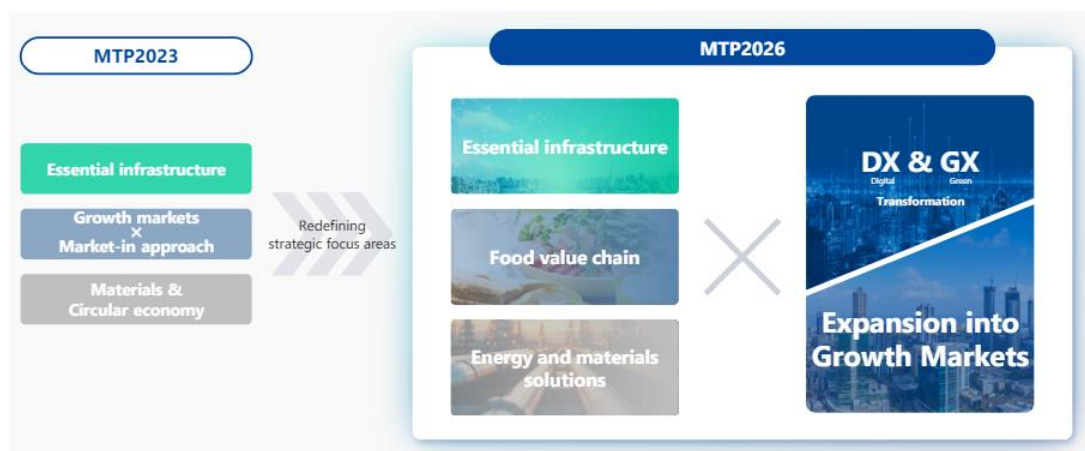 MTP2023
Essential infrastructure
Growth markets
×
Market-in approach
Materials &
Circular economy
Redefining
strategic focus areas
MTP2026
Essential infrastructure
Food value chain
Energy and materials
solutions
DX & GX
Digital Green
Transformation
Expansion into
Growth Markets